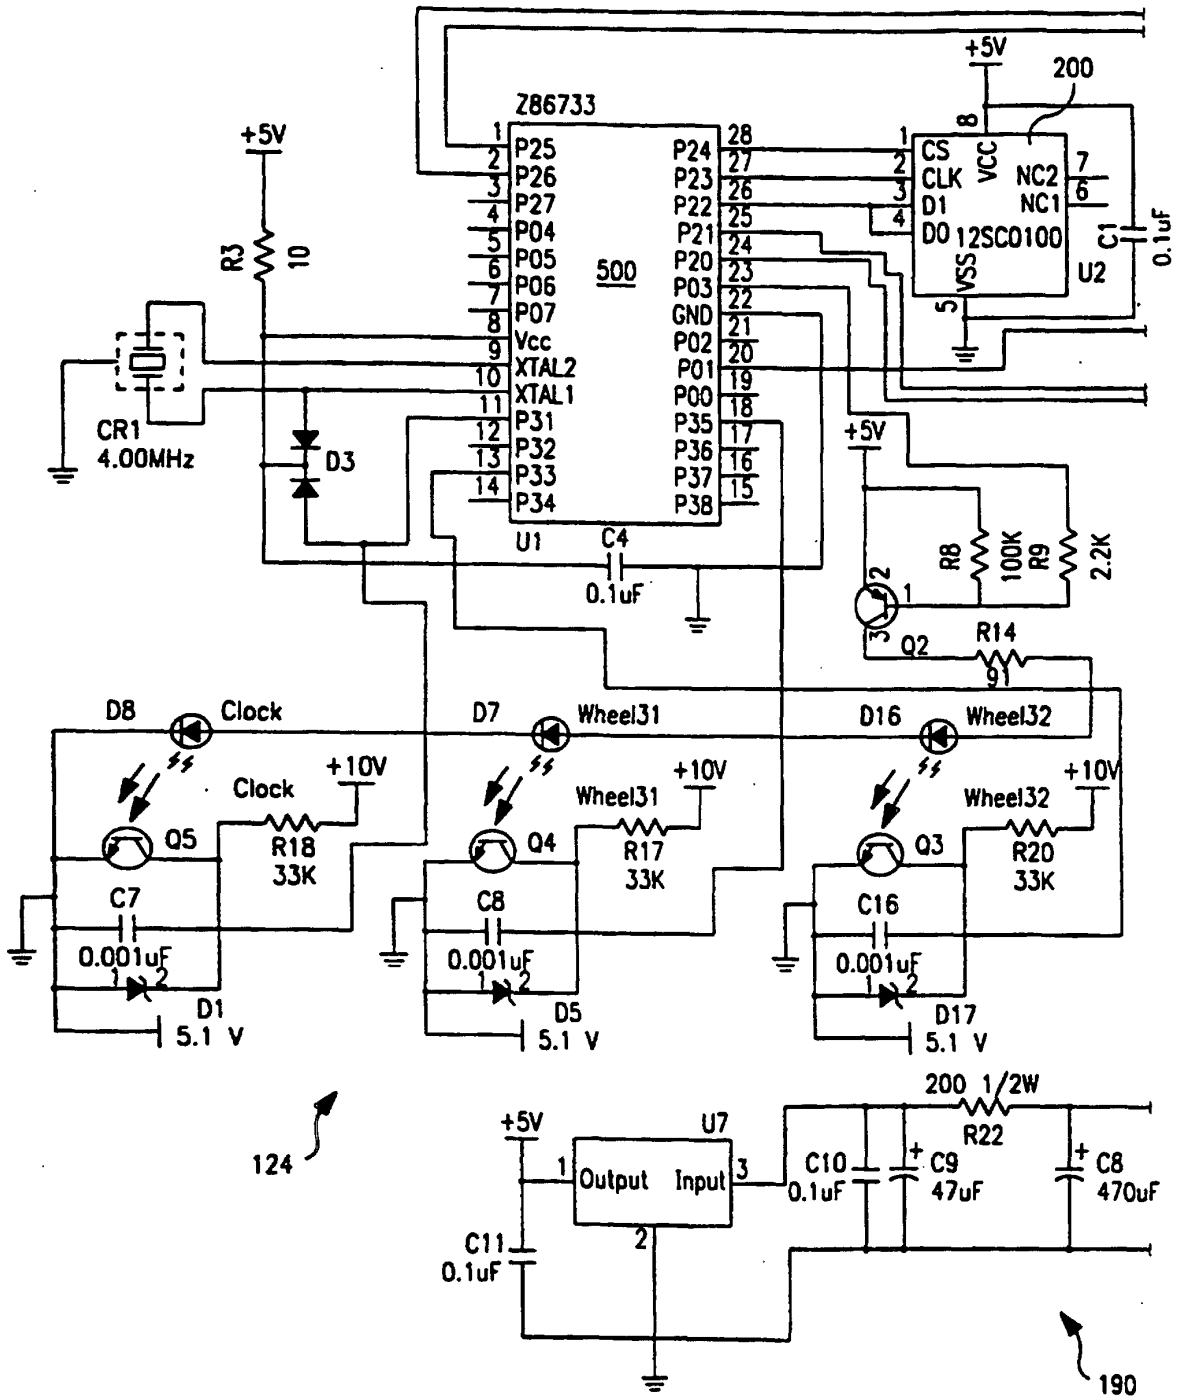 +5V
200
Z86733
+5V
1
P25
P24
28
1
CS
8
VCC
2
P26
P23
27
2
CLK
NC2
7
3
P27
P22
26
3
D1
NC1
6
4
P04
P21
25
4
D0
12SC0100
C1
0.1uF
R3
10
5
P05
500
P20
24
VSS
U2
6
P06
P03
23
5
7
P07
GND
22
8
Vcc
P02
21
9
XTAL2
P01
20
10
XTAL1
P00
19
11
P31
P35
18
CR1
4.00MHz
D3
12
P32
P36
17
+5V
13
P33
P37
16
14
P34
P38
15
U1
C4
0.1uF
R8
100K
R9
2.2K
2
1
3
Q2
R14
91
D8
Clock
D7
Wheel31
D16
Wheel32
Clock
+10V
Wheel31
+10V
Wheel32
+10V
Q5
R18
33K
Q4
R17
33K
Q3
R20
33K
C7
0.001uF
C8
0.001uF
C16
0.001uF
1
2
1
2
1
2
D1
5.1 V
D5
5.1 V
D17
5.1 V
200 1/2W
R22
+5V
U7
124
1
Output
Input
3
C10
0.1uF
+
C9
47uF
+
C8
470uF
2
C11
0.1uF
190